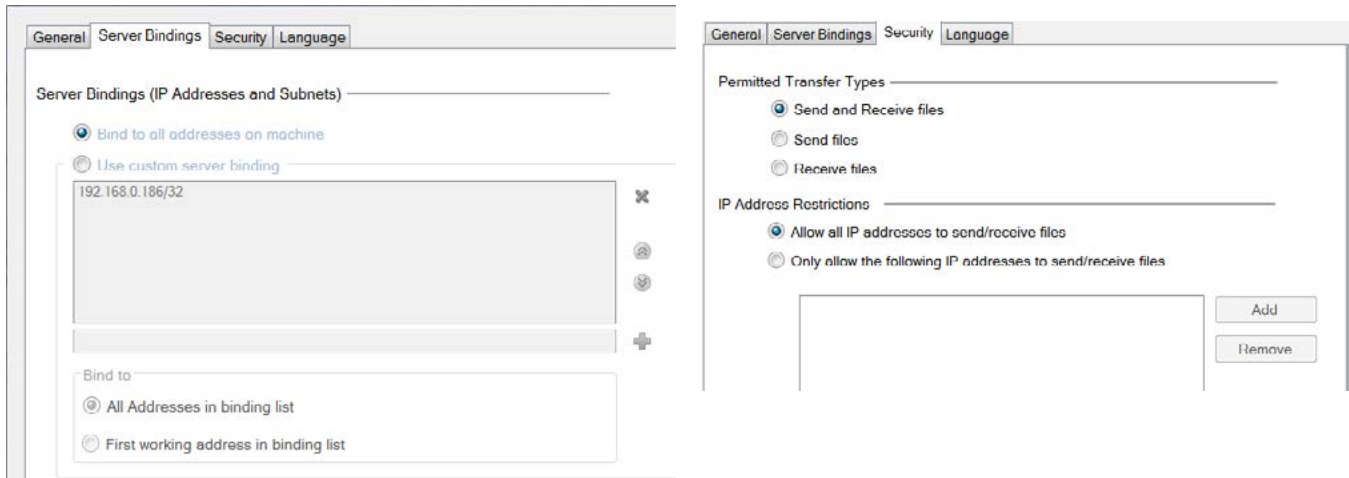 General Server Bindings Security Language
Server Bindings (IP Addresses and Subnets)
Bind to all addresses on machine
Use custom server binding
192.168.0.186/32
Bind to
All Addresses in binding list
First working address in binding list
General Server Bindings Security Language
Permitted Transfer Types
Send and Receive files
Send files
Receive files
IP Address Restrictions
Allow all IP addresses to send/receive files
Only allow the following IP addresses to send/receive files
Add
Remove